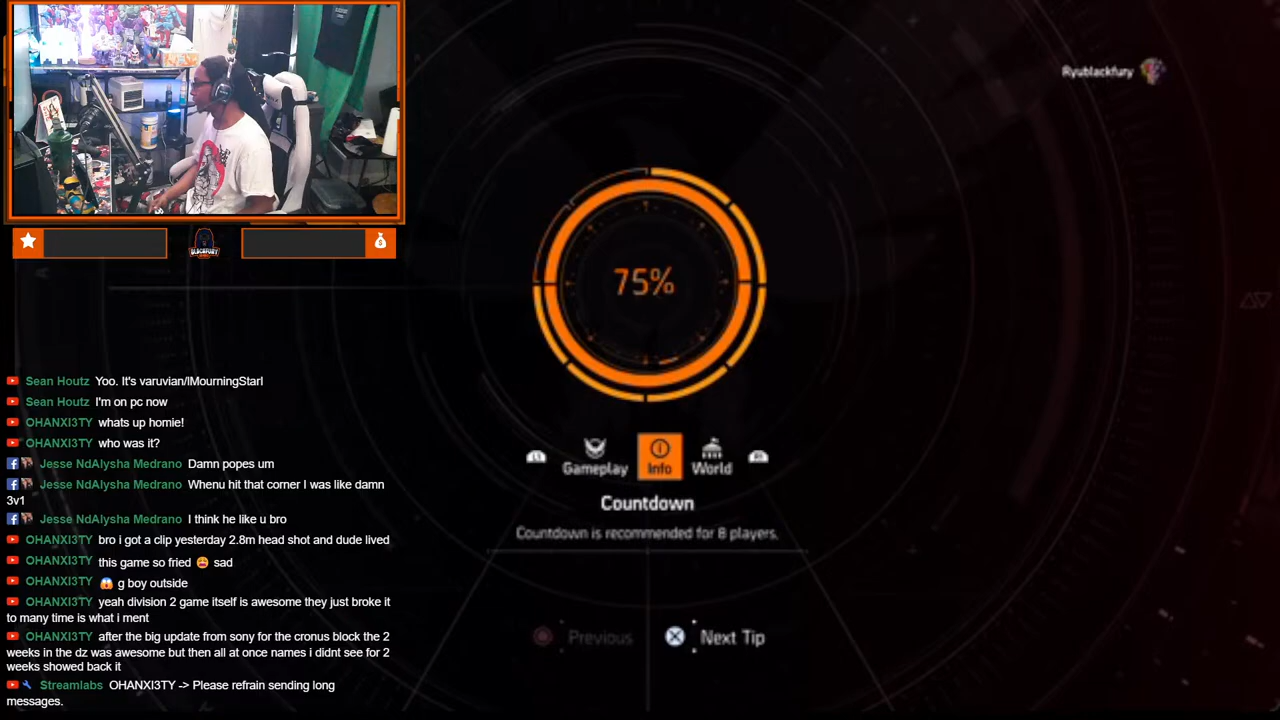 Ryublackfury
BLACKFURY
75%
Gameplay
Info
World
Countdown
Countdown is recommended for 8 players.
Previous
Next Tip
Sean Houtz Yoo. It's varuvian/lMourningStarl
Sean Houtz I'm on pc now
OHANXI3TY whats up homie!
OHANXI3TY who was it?
Jesse NdAlysha Medrano Damn popes um
Jesse NdAlysha Medrano Whenu hit that corner I was like damn
3v1
Jesse NdAlysha Medrano I think he like u bro
OHANXI3TY bro i got a clip yesterday 2.8m head shot and dude lived
OHANXI3TY this game so fried 😩 sad
OHANXI3TY 😱 g boy outside
OHANXI3TY yeah division 2 game itself is awesome they just broke it
to many time is what i ment
OHANXI3TY after the big update from sony for the cronus block the 2
weeks in the dz was awesome but then all at once names i didnt see for 2
weeks showed back it
Streamlabs OHANXI3TY -> Please refrain sending long
messages.